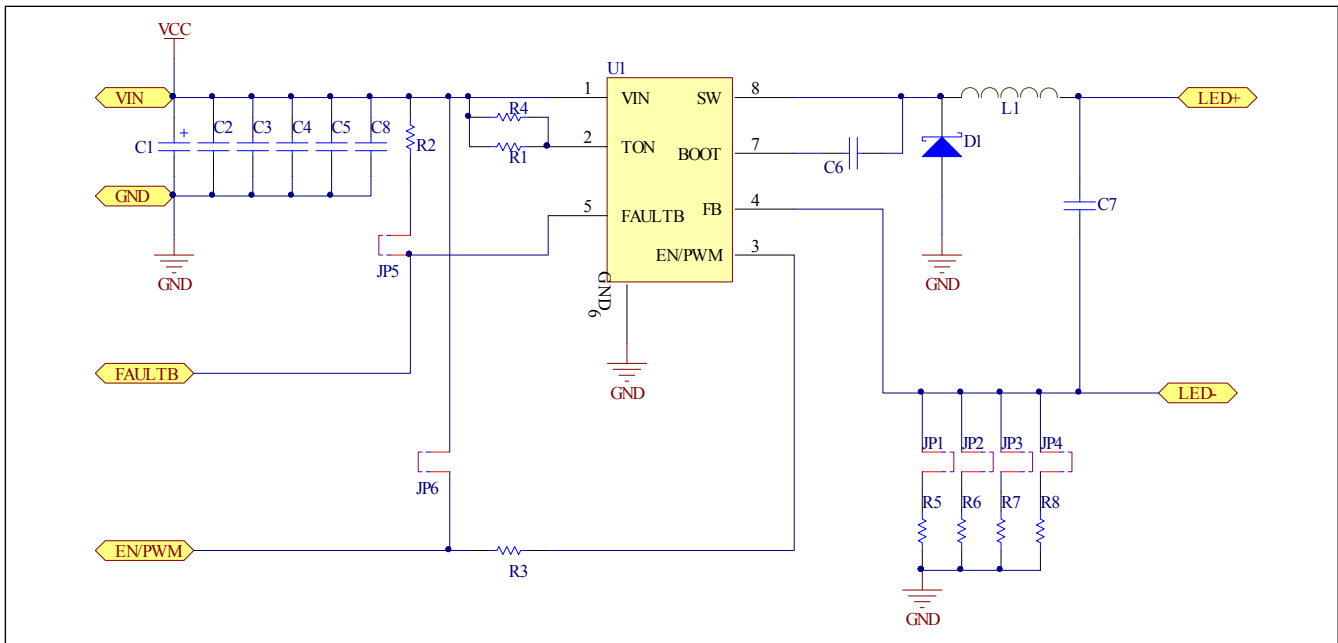 VCC
U1
VIN
1
VIN
SW
8
LED+
L1
C1
+
C2
C3
C4
C5
C8
R2
R4
R1
2
TON
BOOT
7
C6
D1
GND
5
FAULTB
FB
4
C7
EN/PWM
3
JP5
GND
GND
6
GND
FAULTB
GND
LED-
JP1
JP2
JP3
JP4
JP6
R5
R6
R7
R8
EN/PWM
R3
GND